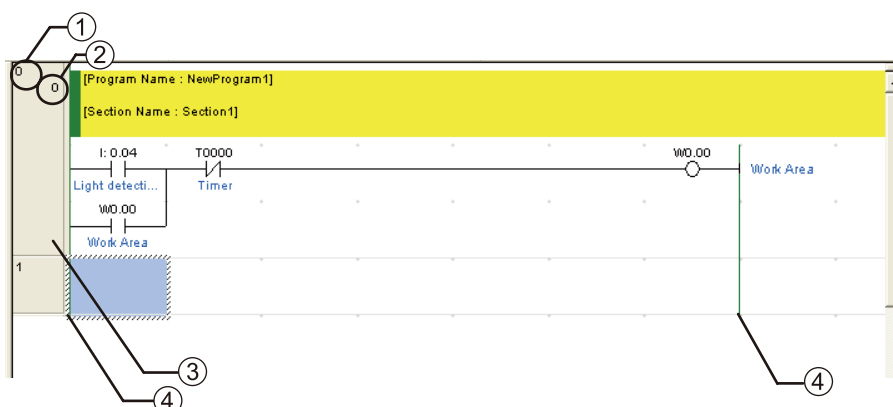 1
2
0
0
[Program Name : NewProgram1]
[Section Name : Section1]
I: 0.04 T0000 W0.00
Work Area
Light detecti... Timer
W0.00
Work Area
1
3
4 4